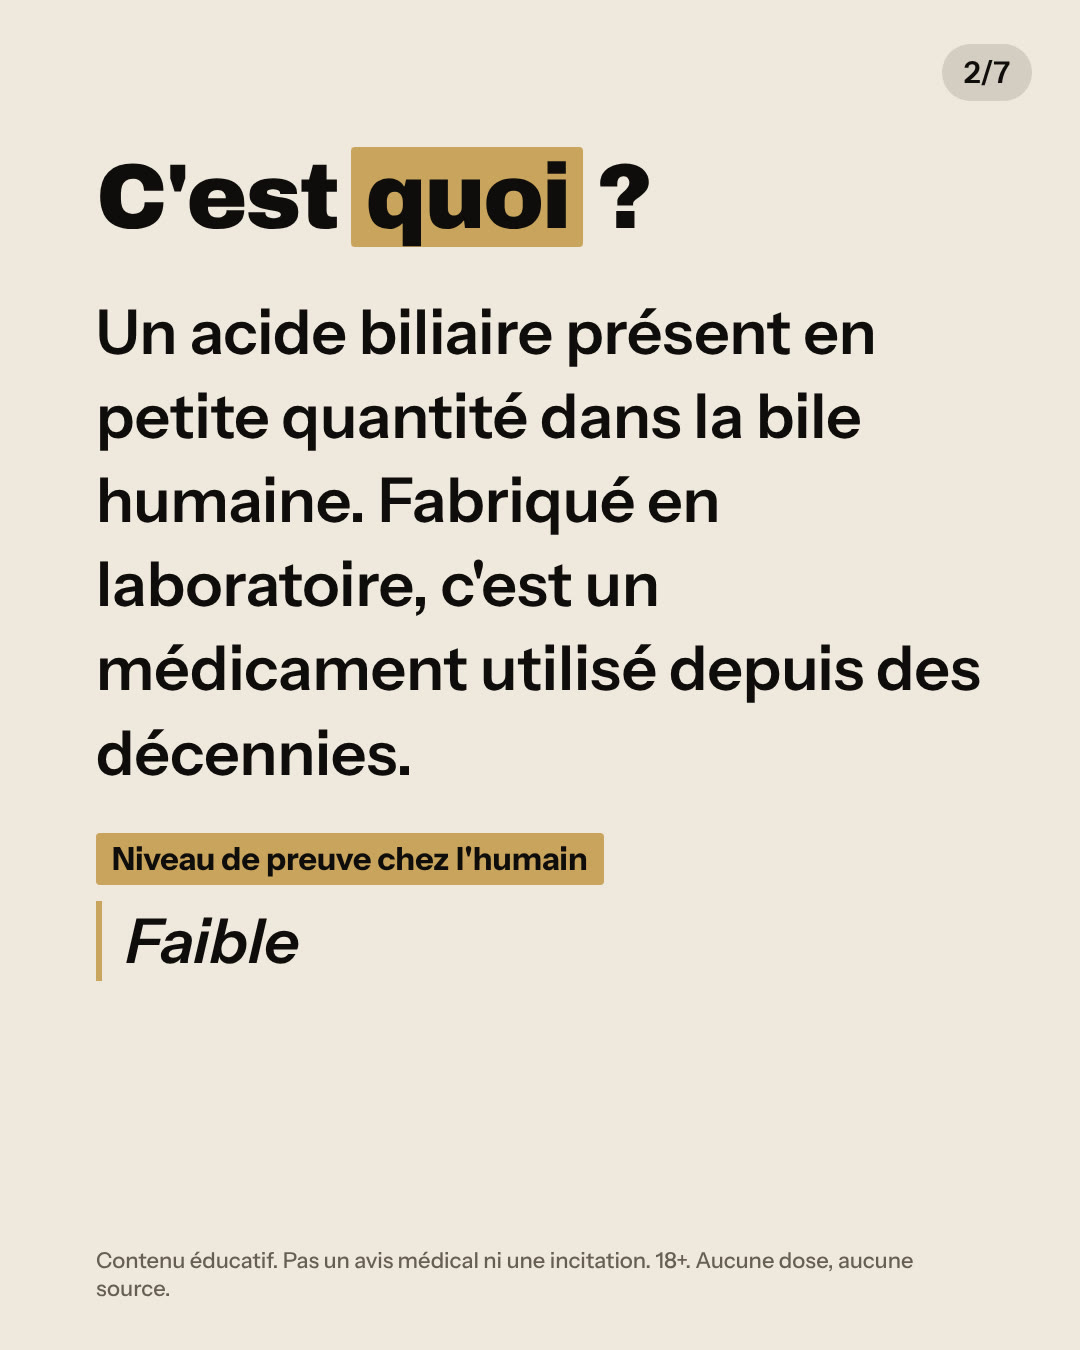 2/7
C'est quoi ?
Un acide biliaire présent en
petite quantité dans la bile
humaine. Fabriqué en
laboratoire, c'est un
médicament utilisé depuis des
décennies.
Niveau de preuve chez l'humain
Faible
Contenu éducatif. Pas un avis médical ni une incitation. 18+. Aucune dose, aucune
source.